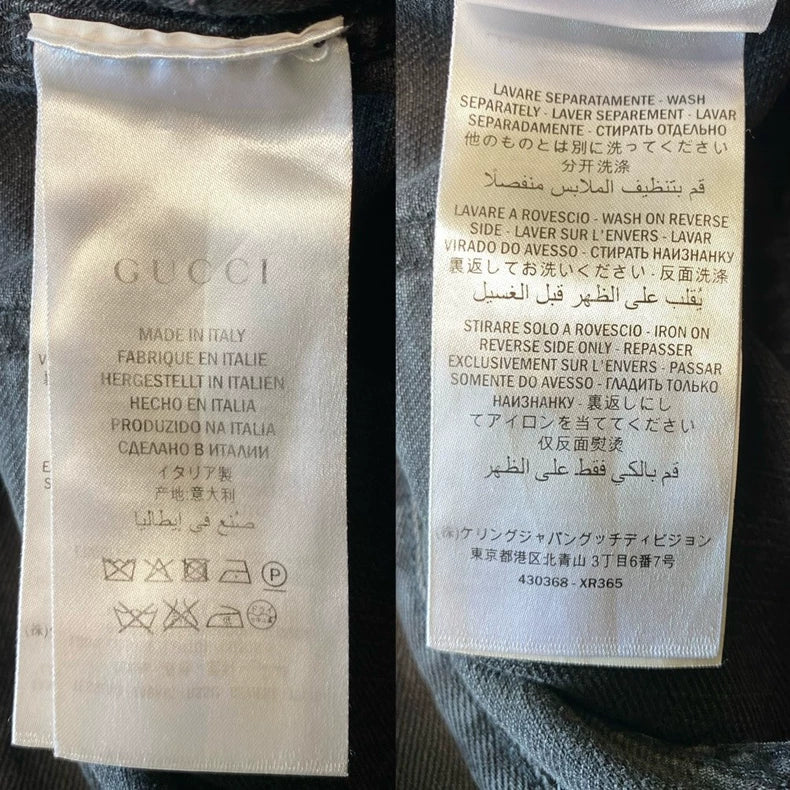 GUCCI
MADE IN ITALY
FABRIQUE EN ITALIE
HERGESTELLT IN ITALIEN
HECHO EN ITALIA
PRODUZIDO NA ITALIA
СДЕЛАНО В ИТАЛИИ
イタリア製
产地:意大利
صنع في إيطاليا
P
LAVARE SEPARATAMENTE - WASH
SEPARATELY - LAVER SEPAREMENT - LAVAR
SEPARADAMENTE - СТИРАТЬ ОТДЕЛЬНО
他のものとは別に洗ってください
分开洗涤
قم بتنظيف الملابس منفصلًا
LAVARE A ROVESCIO - WASH ON REVERSE
SIDE - LAVER SUR L'ENVERS - LAVAR
VIRADO DO AVESSO - СТИРАТЬ НАИЗНАНКУ
裏返してお洗いください - 反面洗涤
يُقلب على الظهر قبل الغسيل
STIRARE SOLO A ROVESCIO - IRON ON
REVERSE SIDE ONLY - REPASSER
EXCLUSIVEMENT SUR L'ENVERS - PASSAR
SOMENTE DO AVESSO - ГЛАДИТЬ ТОЛЬКО
НАИЗНАНКУ - 裏返しにし
てアイロンを当ててください
仅反面熨烫
قم بالكي فقط على الظهر
(株)ケリングジャパングッチディビジョン
東京都港区北青山 3丁目6番7号
430368 - XR365